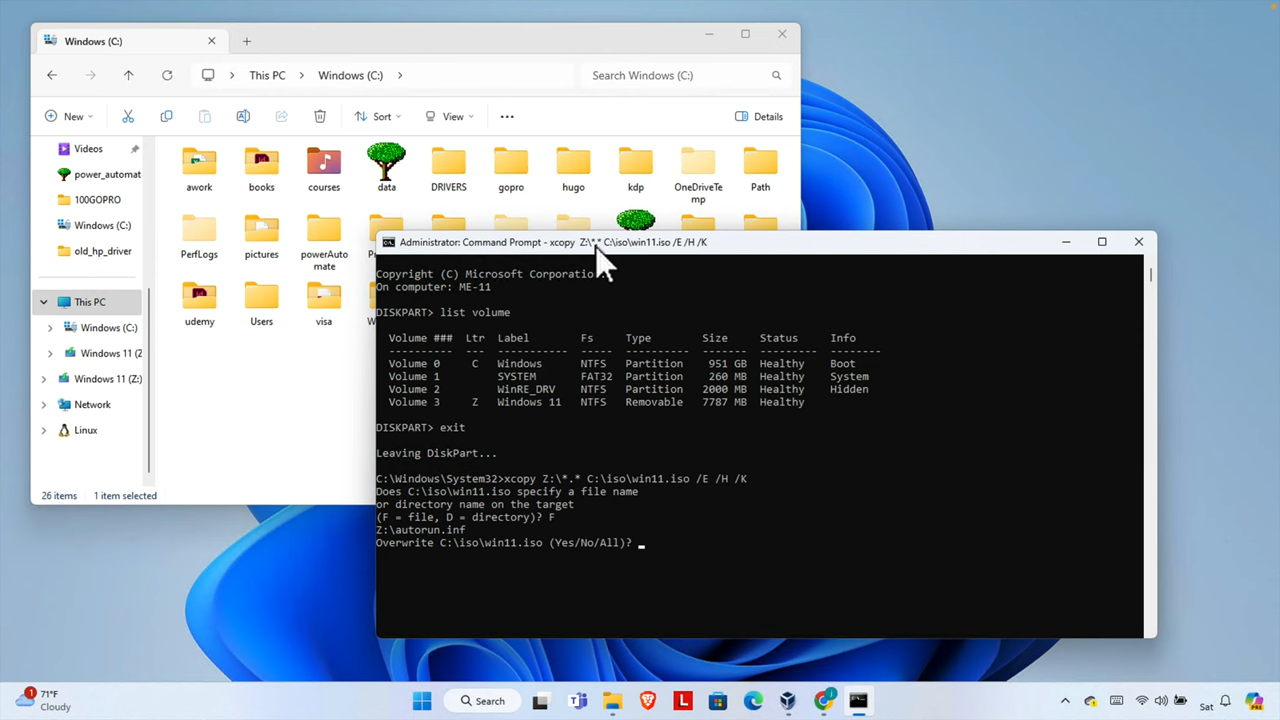 Windows (C:)
This PC
Windows (C:)
Search Windows (C:)
New
Sort
View
Details
Videos
power_automat
100GOPRO
Windows (C:)
old_hp_driver
This PC
Windows (C:)
Windows 11 (Z
Windows 11 (Z:)
Network
Linux
awork
books
courses
data
DRIVERS
gopro
hugo
kdp
OneDriveTem
p
Path
PerfLogs
pictures
powerAuto
mate
udemy
Users
visa
26 items
1 item selected
Administrator: Command Prompt - xcopy Z:\*.* C:\iso\win11.iso /E /H /K
Copyright (C) Microsoft Corporatio
On computer: ME-11
DISKPART> list volume
Volume ### Ltr Label Fs Type Size Status Info
---------- --- ----------- ----- ---------- ------- --------- --------
Volume 0 C Windows NTFS Partition 951 GB Healthy Boot
Volume 1 SYSTEM FAT32 Partition 260 MB Healthy System
Volume 2 WinRE_DRV NTFS Partition 2000 MB Healthy Hidden
Volume 3 Z Windows 11 NTFS Removable 7787 MB Healthy
DISKPART> exit
Leaving DiskPart...
C:\Windows\System32>xcopy Z:\*.* C:\iso\win11.iso /E /H /K
Does C:\iso\win11.iso specify a file name
or directory name on the target
(F = file, D = directory)? F
Z:\autorun.inf
Overwrite C:\iso\win11.iso (Yes/No/All)?
1
71°F
Cloudy
Search
Sat